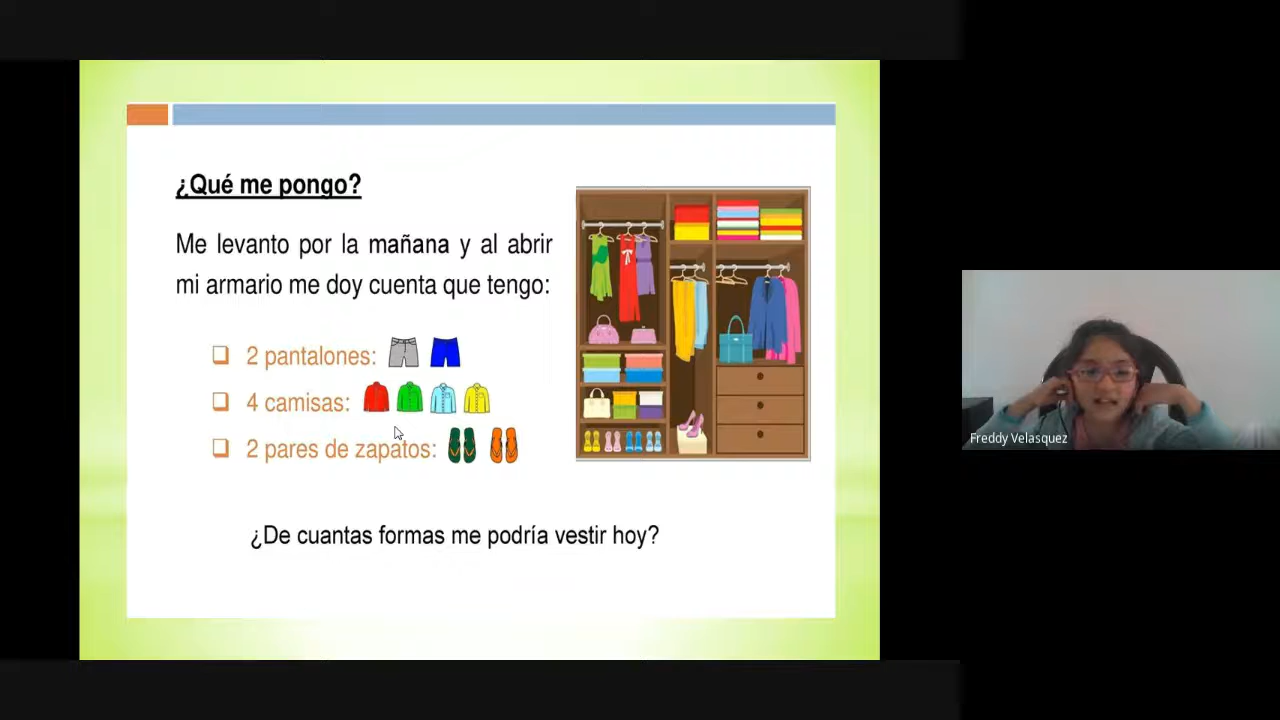 ¿Qué me pongo?
Me levanto por la mañana y al abrir
mi armario me doy cuenta que tengo:
2 pantalones:
4 camisas:
2 pares de zapatos:
¿De cuantas formas me podría vestir hoy?
Freddy Velasquez